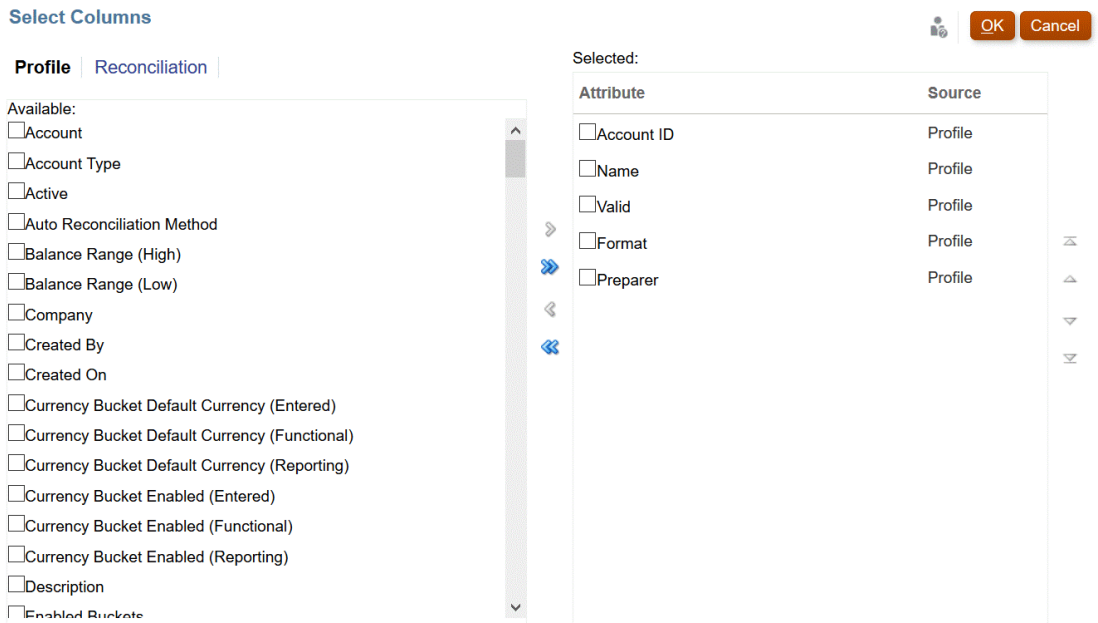 Select Columns
OK Cancel
Profile Reconciliation
Selected:
Available:
Account
Account Type
Active
Auto Reconciliation Method
Balance Range (High)
Balance Range (Low)
Company
Created By
Created On
Currency Bucket Default Currency (Entered)
Currency Bucket Default Currency (Functional)
Currency Bucket Default Currency (Reporting)
Currency Bucket Enabled (Entered)
Currency Bucket Enabled (Functional)
Currency Bucket Enabled (Reporting)
Description
Enabled Buckets
Attribute Source
Account ID Profile
Name Profile
Valid Profile
Format Profile
Preparer Profile